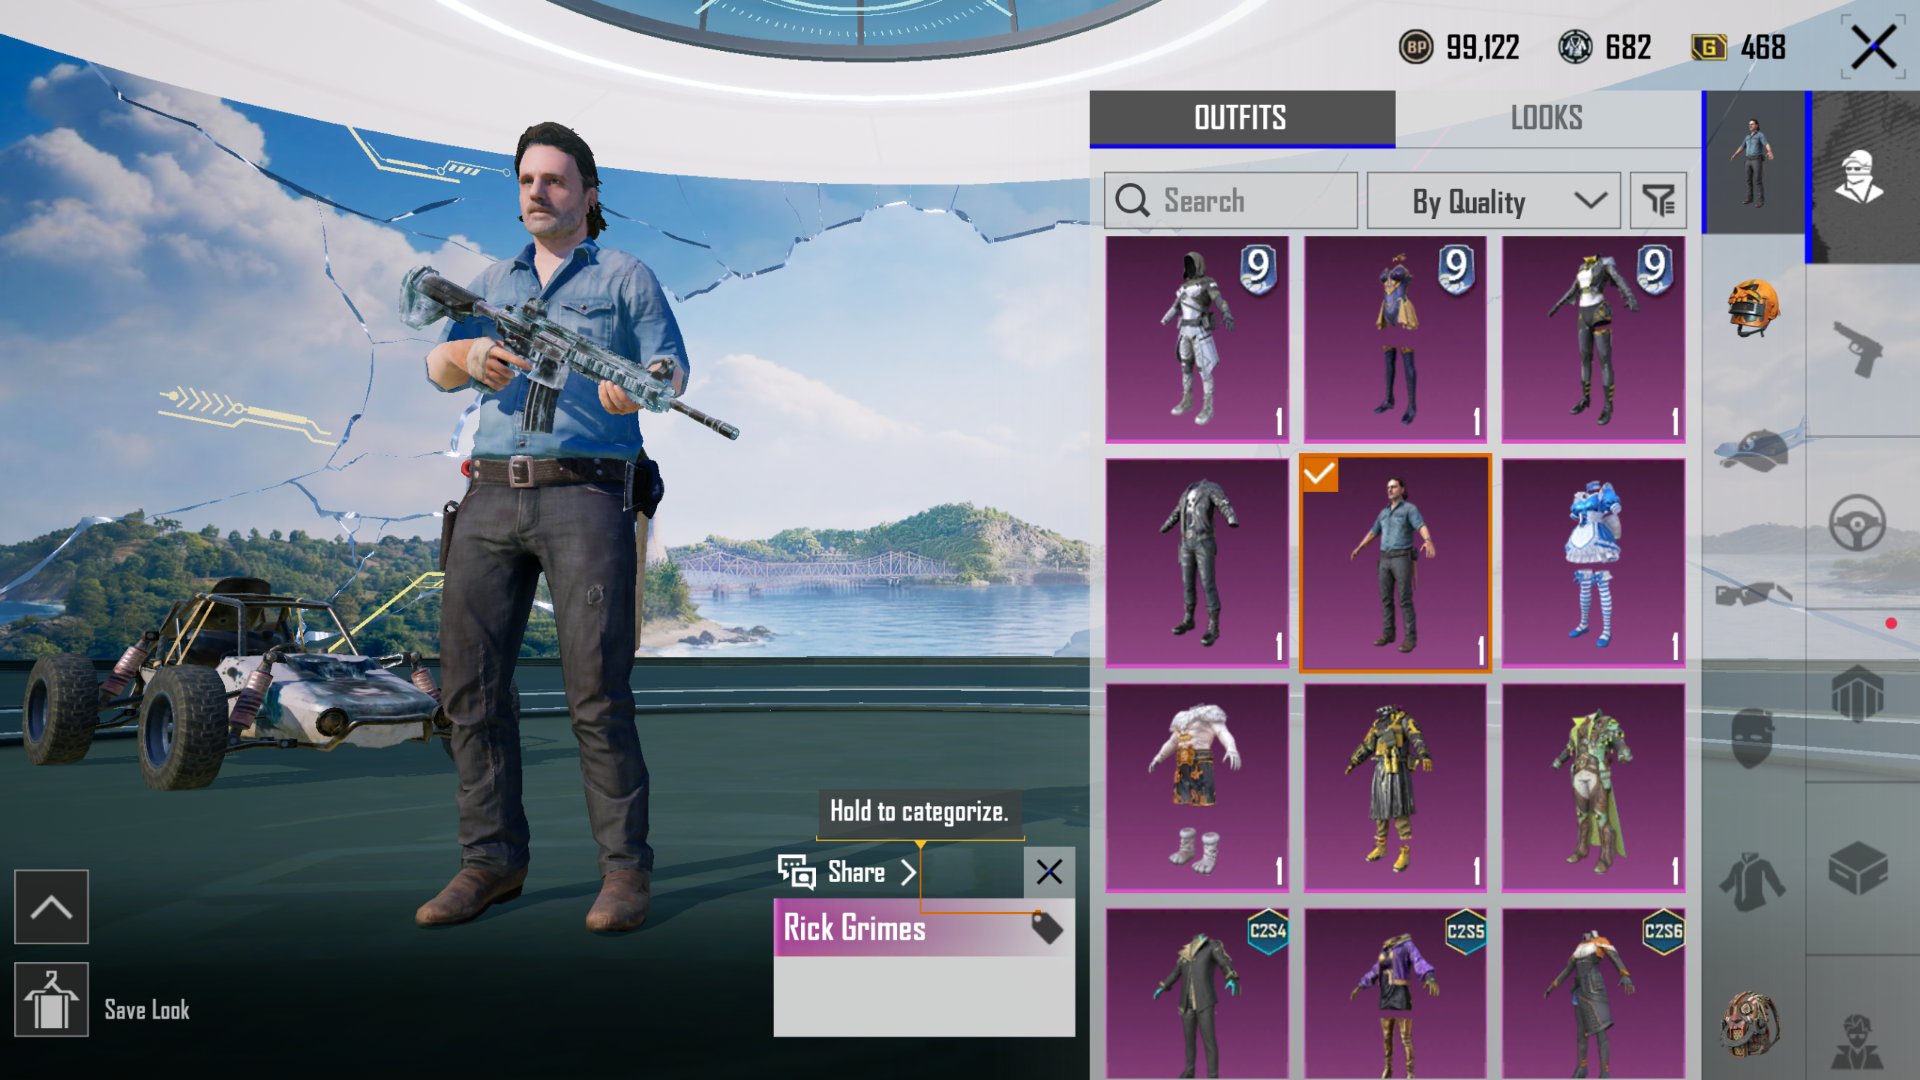 BP 99,122 682 G 468
OUTFITS LOOKS
Search By Quality
9 9 9
1 1 1
1 1 1
1 1 1
C2S4 C2S5 C2S6
Hold to categorize.
Share
Rick Grimes
Save Look